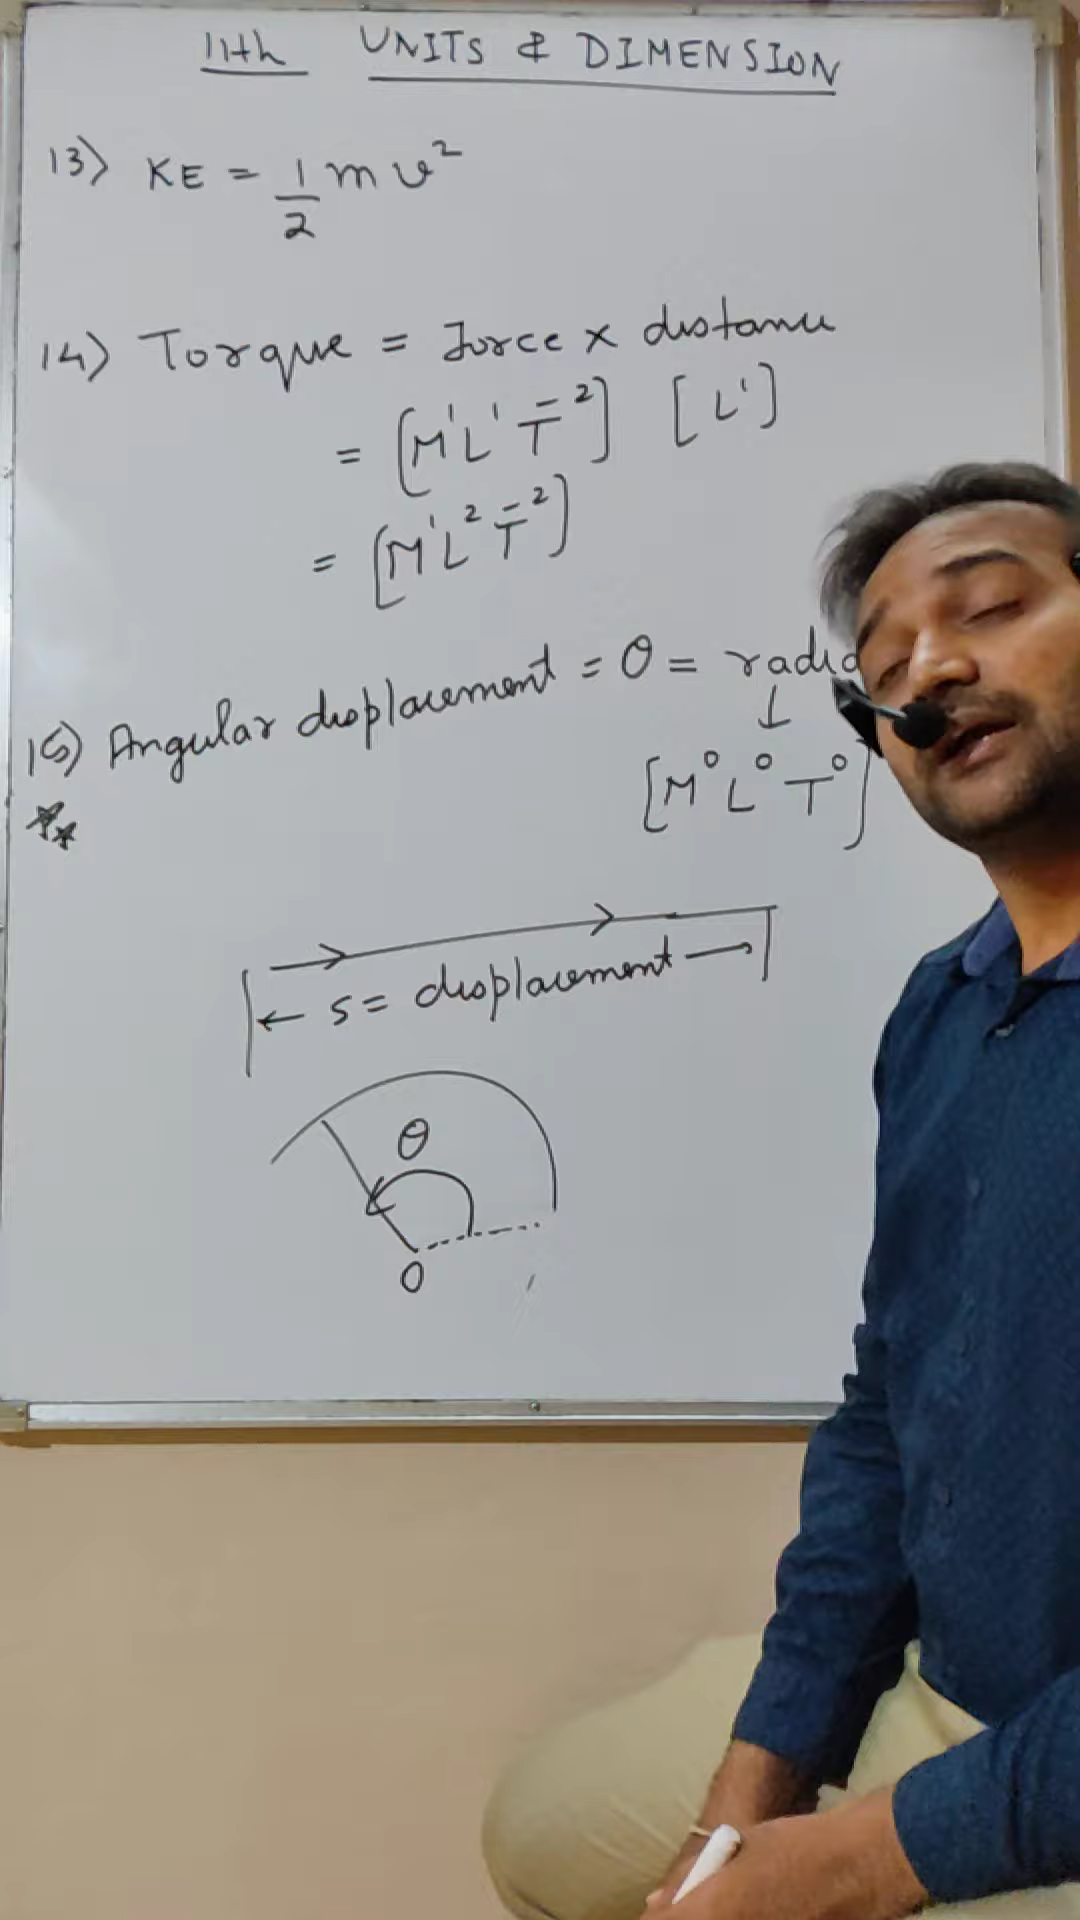 11th UNITS & DIMENSION
13) KE = 1/2 m v²
14) Torque = Force x distance
= [M¹L¹T⁻²] [L¹]
= [M¹L²T⁻²]
15) Angular displacement = θ =
↓
[M⁰L⁰T⁰]
← s = displacement →
θ
O